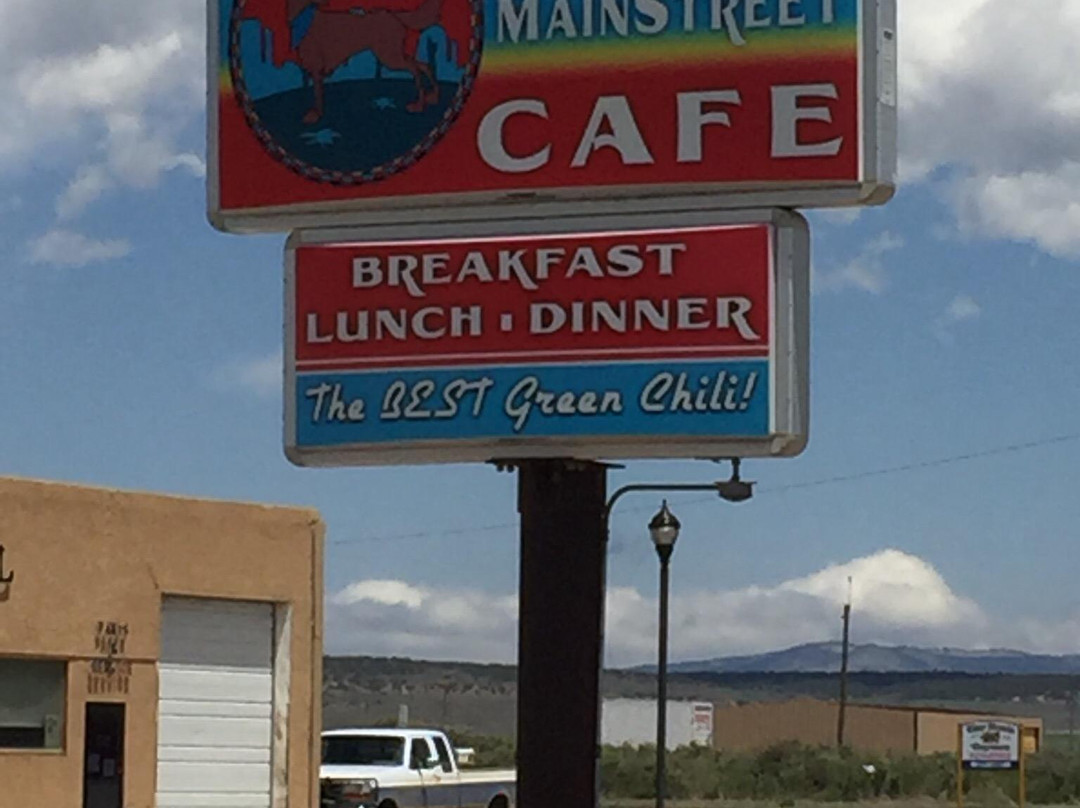 MAINSTREET
CAFE
BREAKFAST
LUNCH ▪ DINNER
The BEST Green Chili!
L